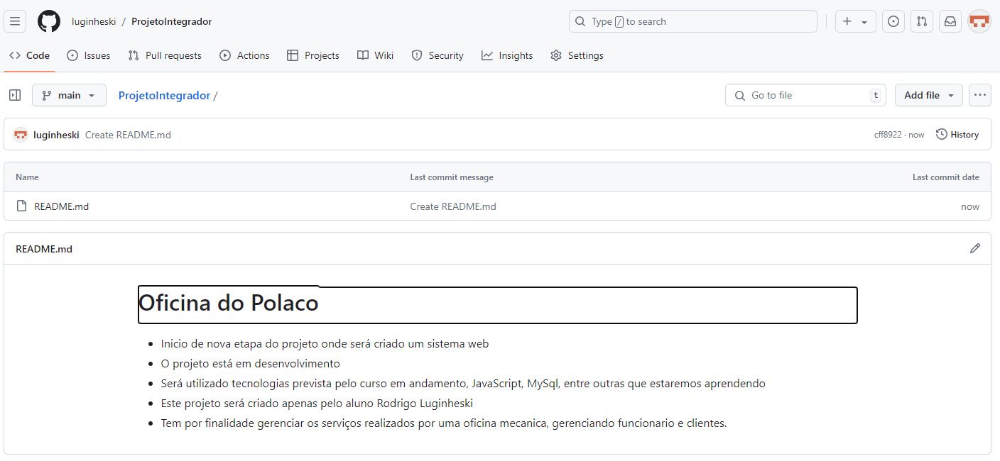 luginheski / ProjetoIntegrador
Type / to search
Code Issues Pull requests Actions Projects Wiki Security Insights Settings
main ProjetoIntegrador / Go to file t Add file
luginheski Create README.md cff8922 · now History
Name Last commit message Last commit date
README.md Create README.md now
README.md
Oficina do Polaco
• Inicio de nova etapa do projeto onde será criado um sistema web
• O projeto está em desenvolvimento
• Será utilizado tecnologias prevista pelo curso em andamento, JavaScript, MySql, entre outras que estaremos aprendendo
• Este projeto será criado apenas pelo aluno Rodrigo Luginheski
• Tem por finalidade gerenciar os serviços realizados por uma oficina mecanica, gerenciando funcionario e clientes.